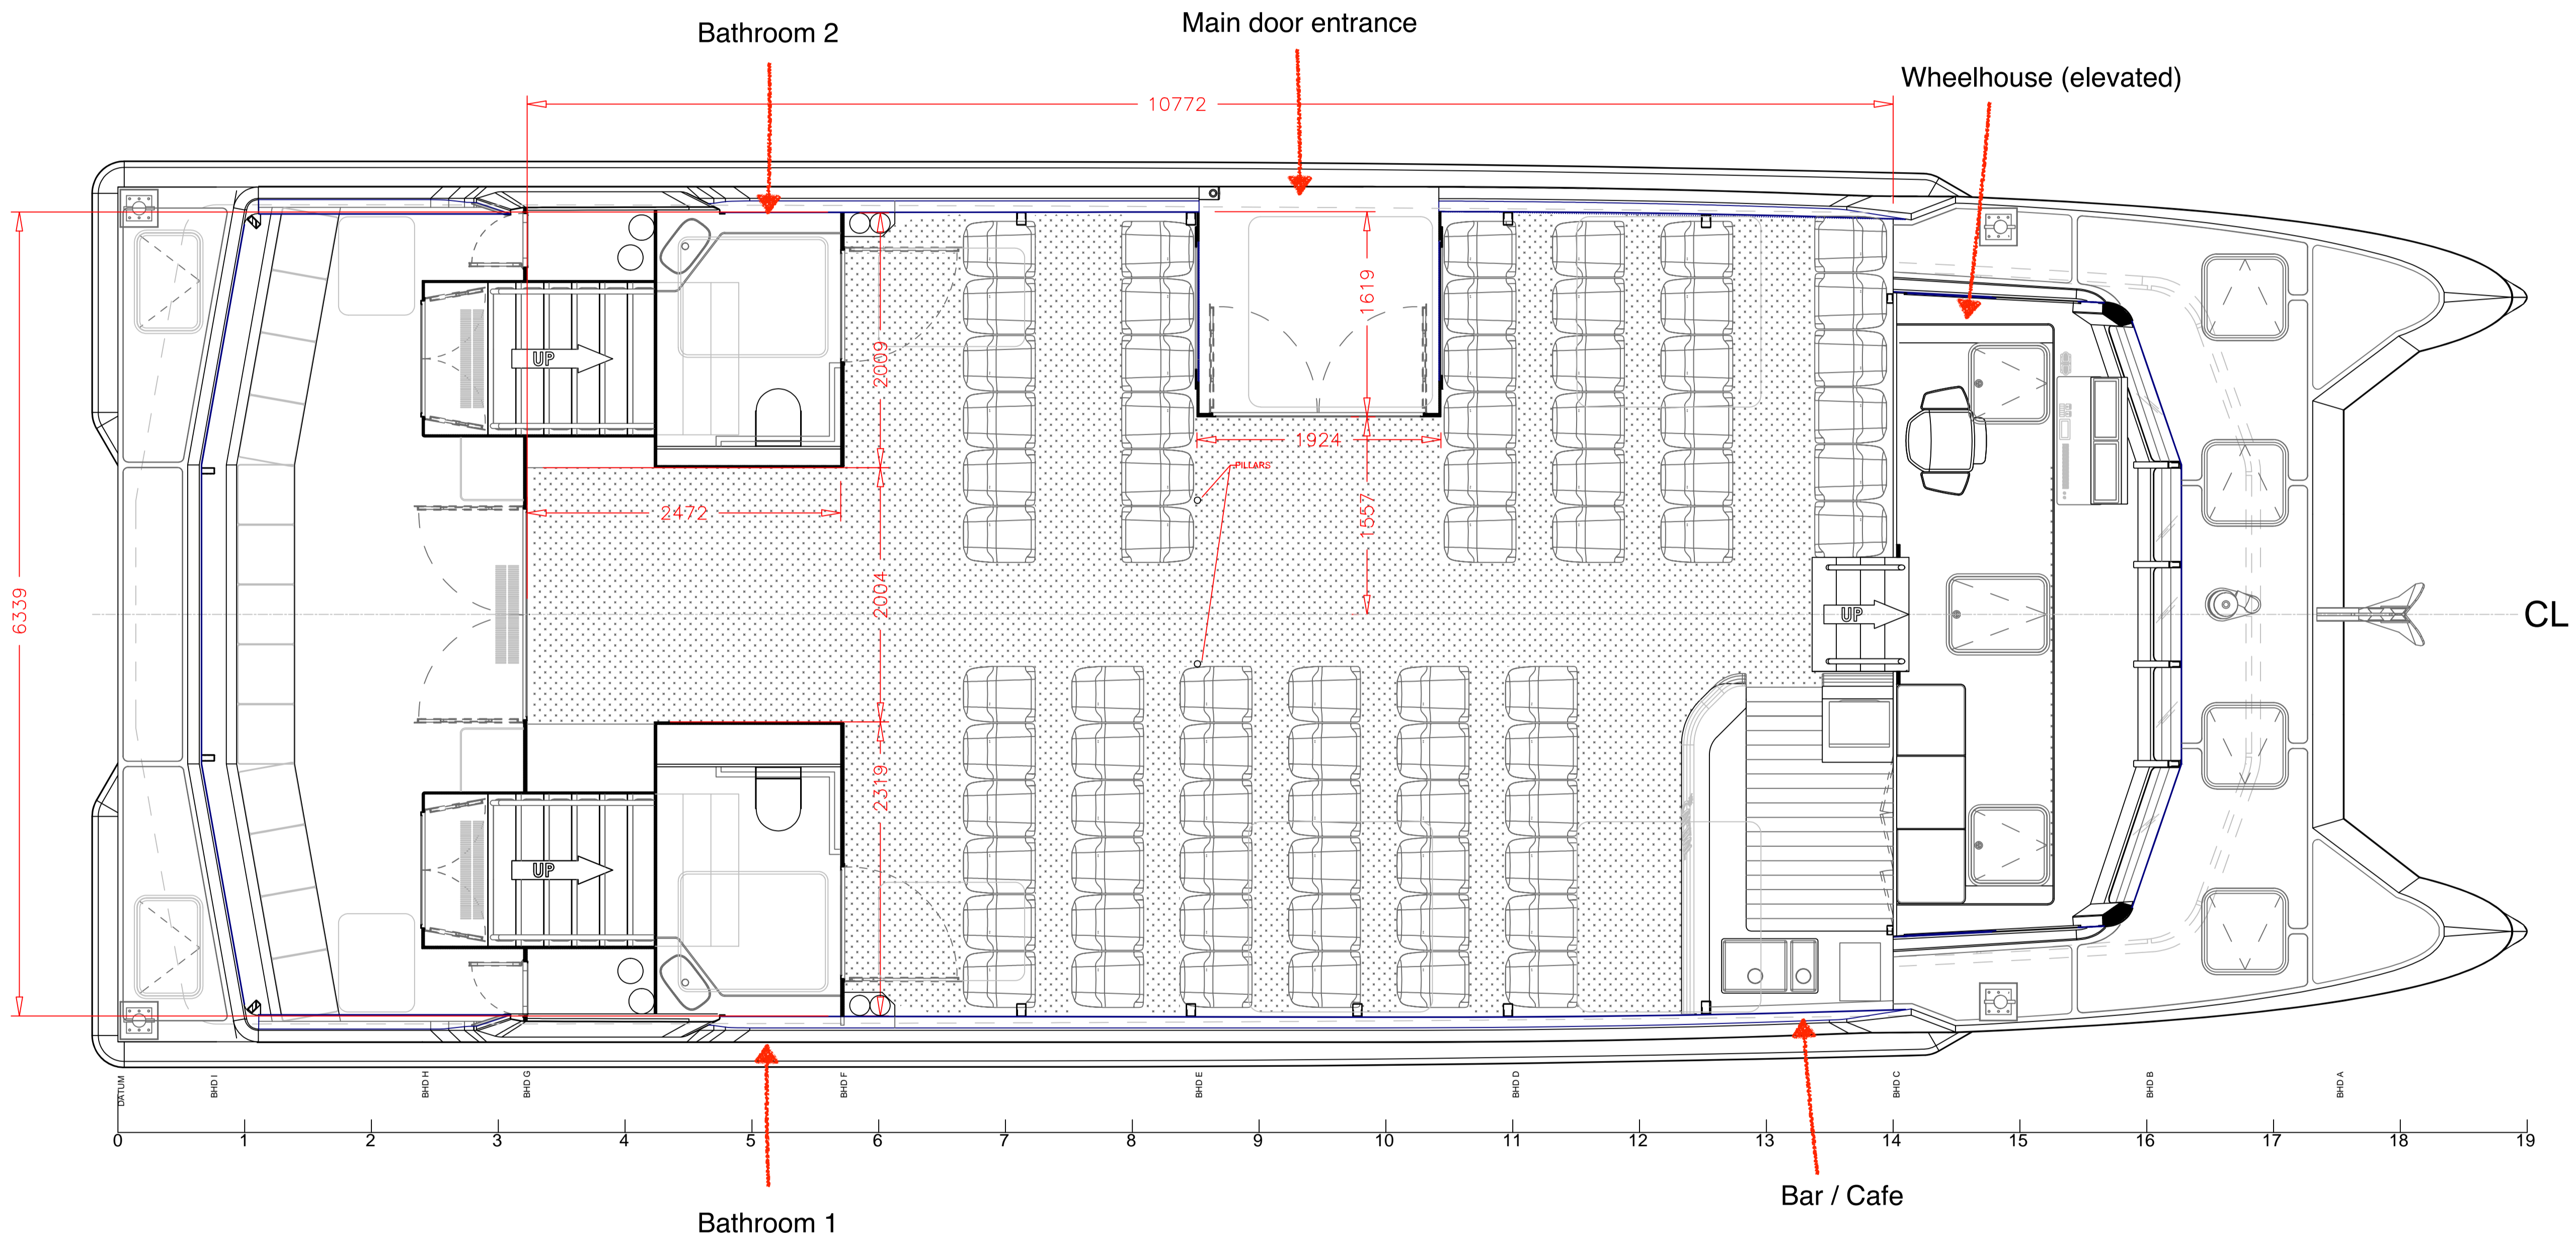 Bathroom 2
Main door entrance
Wheelhouse (elevated)
10772
6339
UP
2009
1619
1924
PILLARS
2472
1557
2004
UP
CL
2319
UP
DATUM
BHD I
BHD H
BHD G
BHD F
BHD E
BHD D
BHD C
BHD B
BHD A
0 1 2 3 4 5 6 7 8 9 10 11 12 13 14 15 16 17 18 19
Bar / Cafe
Bathroom 1